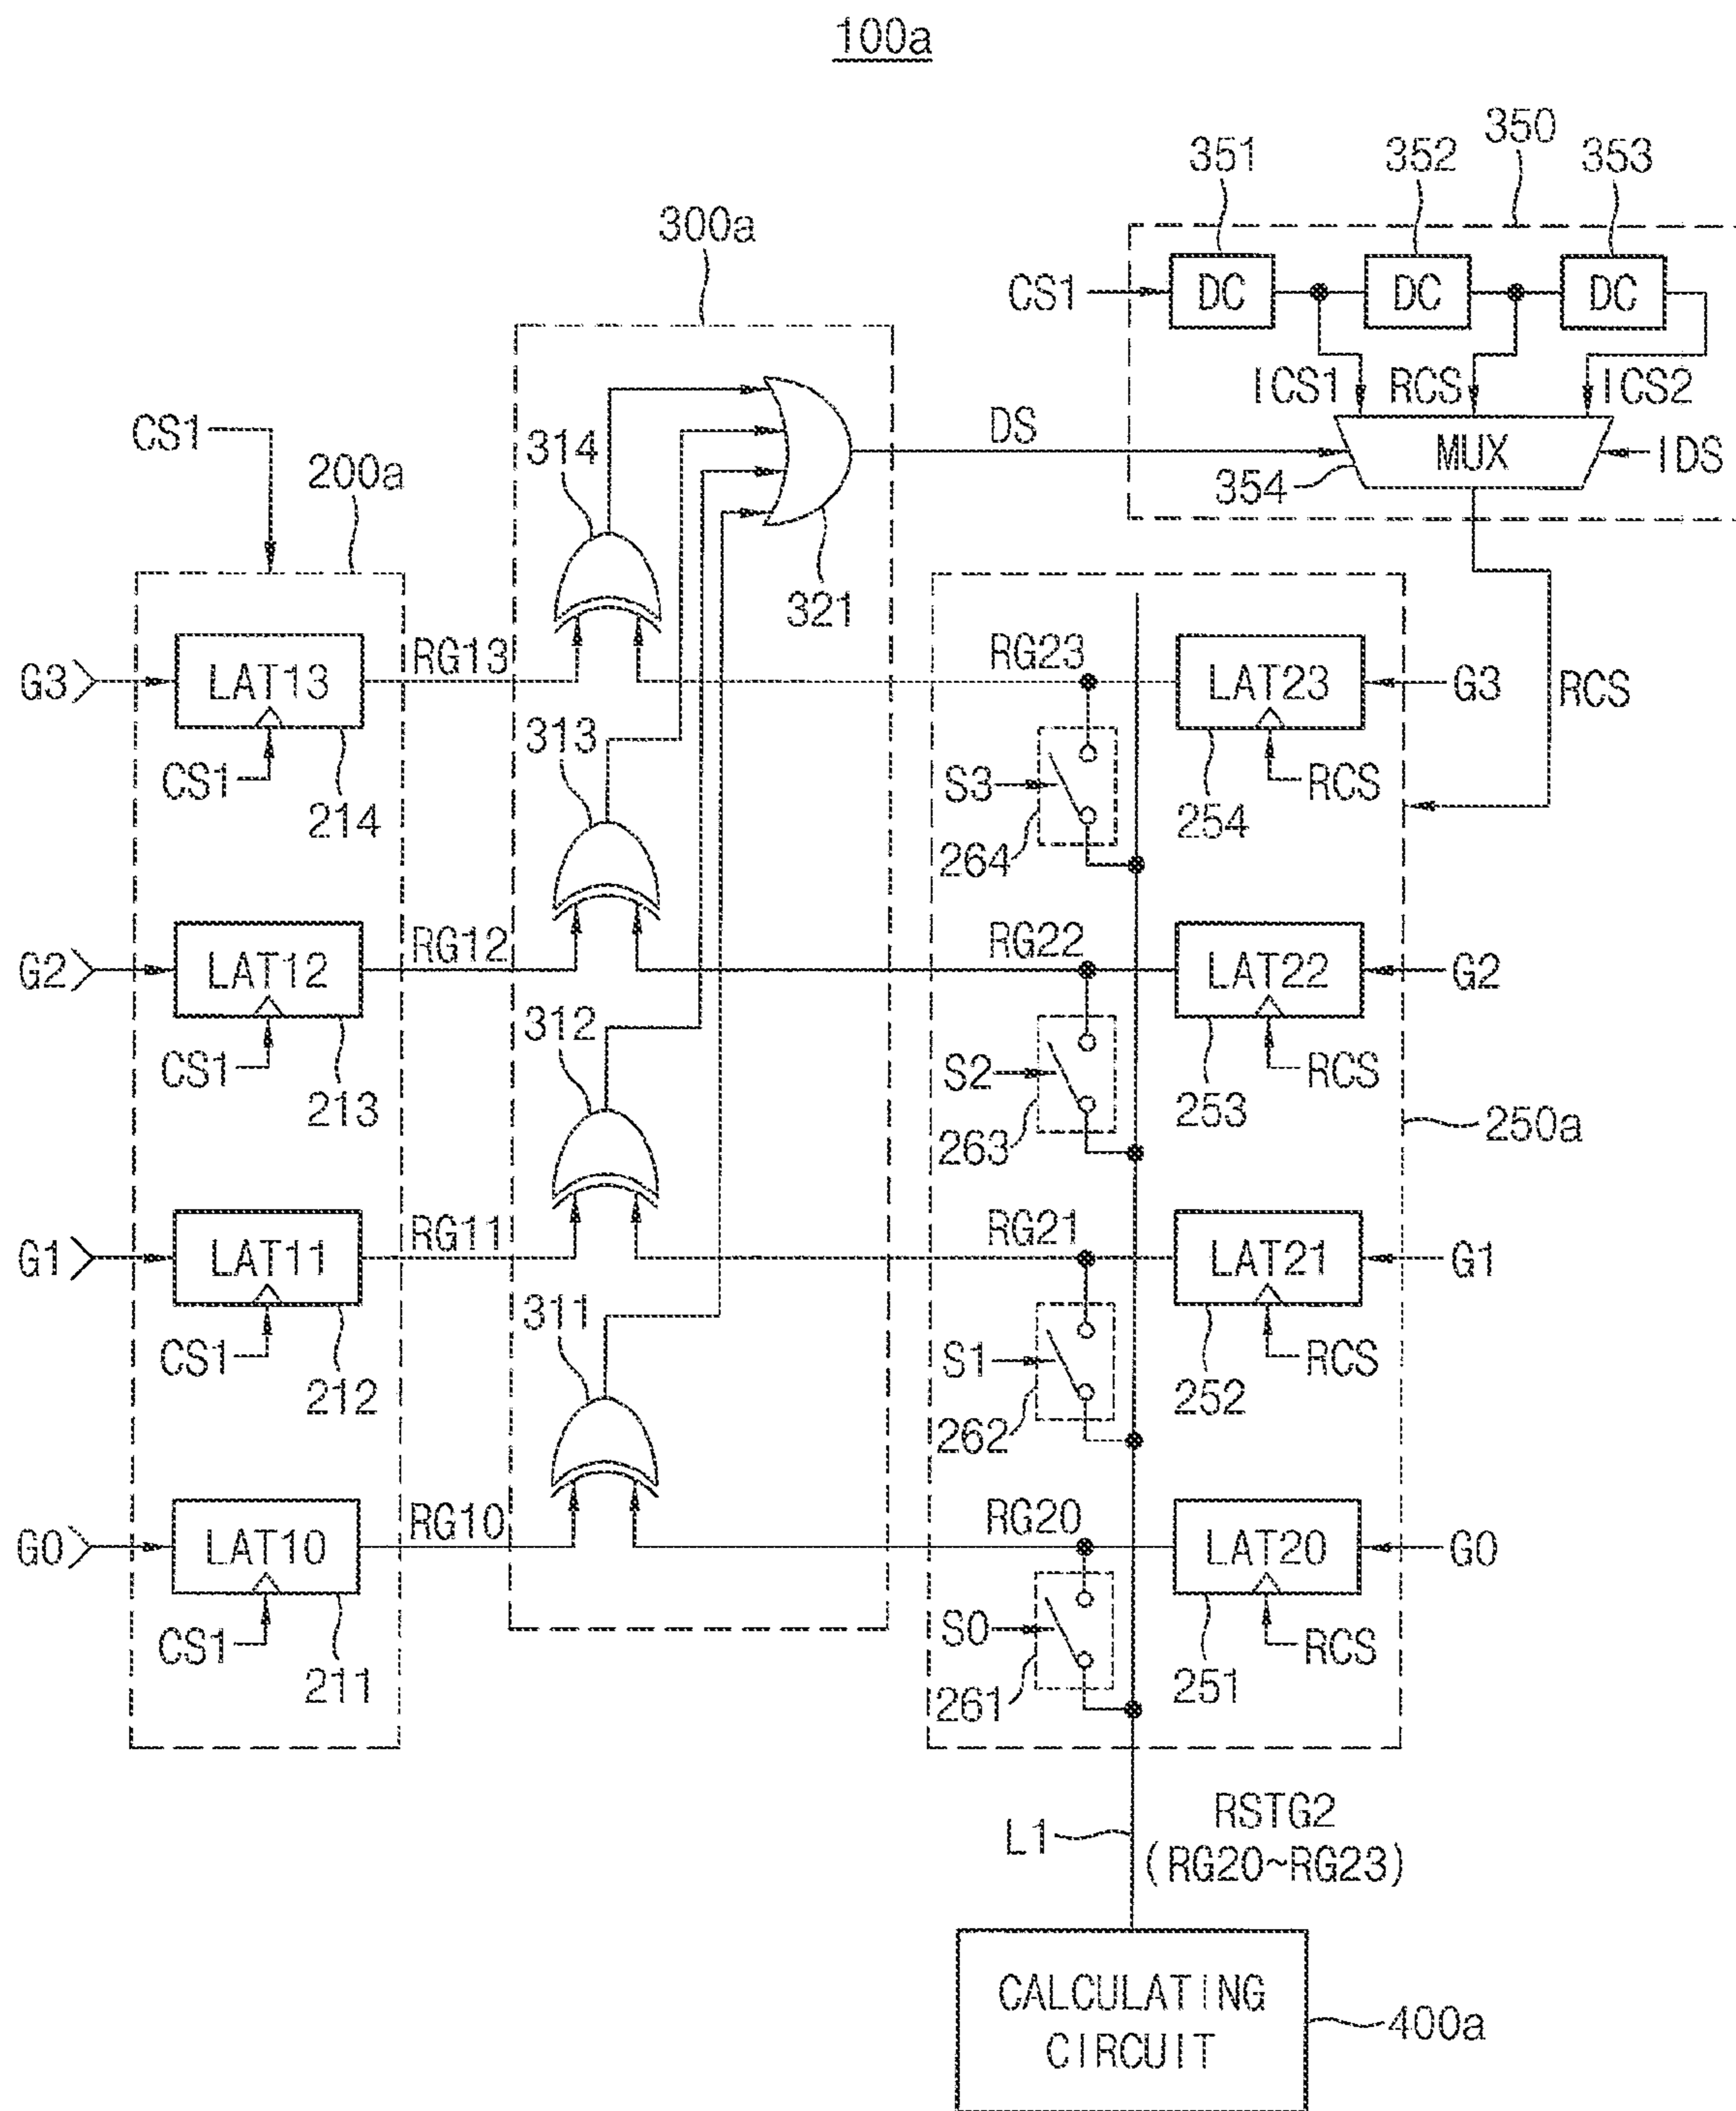 100a
350
351 352 353
300a
CS1 DC DC DC
ICS1 RCS ICS2
CS1 314 DS MUX IDS
200a 354
321
G3 LAT13 RG13 RG23 LAT23 G3 RCS
CS1 313 S3 RCS
214 264 254
G2 LAT12 RG12 RG22 LAT22 G2
CS1 312 S2 RCS
213 263 253 250a
G1 LAT11 RG11 RG21 LAT21 G1
CS1 311 S1 RCS
212 262 252
G0 LAT10 RG10 RG20 LAT20 G0
CS1 S0 RCS
211 261 251
L1 RSTG2
(RG20~RG23)
CALCULATING
CIRCUIT
400a